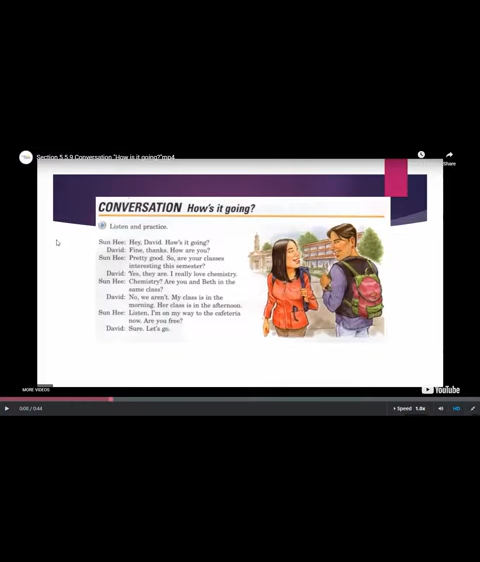 Section 5.5.9 Conversation "How is it going?"mp4
Share
CONVERSATION How's it going?
Listen and practice.
Sun Hee: Hey, David. How's it going?
David: Fine, thanks. How are you?
Sun Hee: Pretty good. So, are your classes
interesting this semester?
David: Yes, they are. I really love chemistry.
Sun Hee: Chemistry? Are you and Beth in the
same class?
David: No, we aren't. My class is in the
morning. Her class is in the afternoon.
Sun Hee: Listen, I'm on my way to the cafeteria
now. Are you free?
David: Sure. Let's go.
MORE VIDEOS
YouTube
0:00 / 0:44
Speed 1.0x
HD